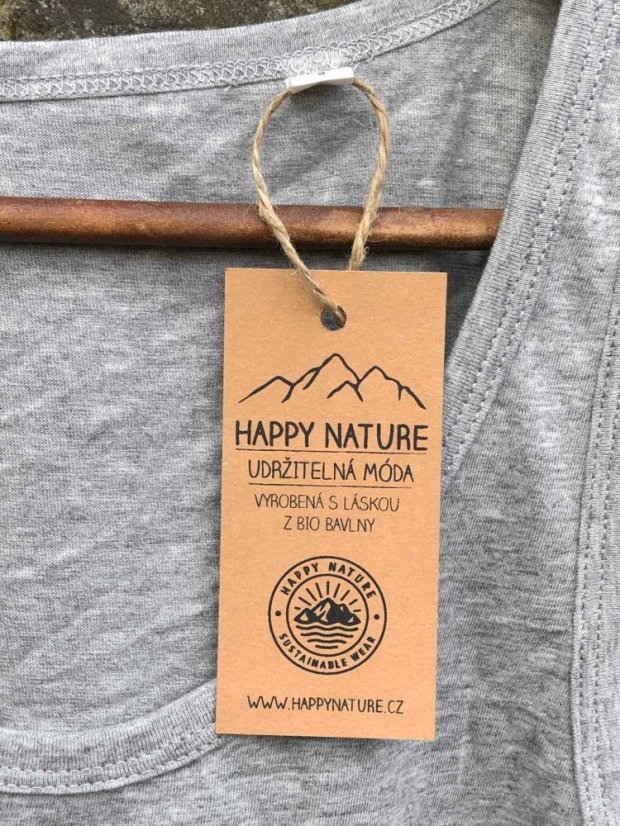 HAPPY NATURE
UDRŽITELNÁ MÓDA
VYROBENÁ S LÁSKOU
Z BIO BAVLNY
HAPPY NATURE
SUSTAINABLE WEAR
WWW.HAPPYNATURE.CZ